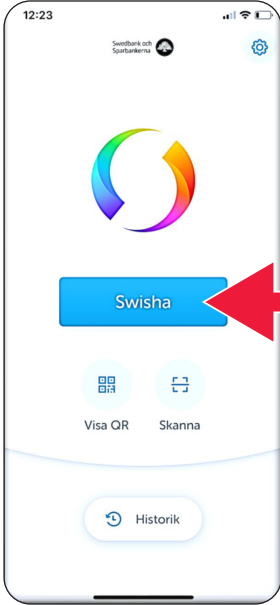 12:23
Swedbank och
Sparbankerna
Swisha
Visa QR
Skanna
Historik